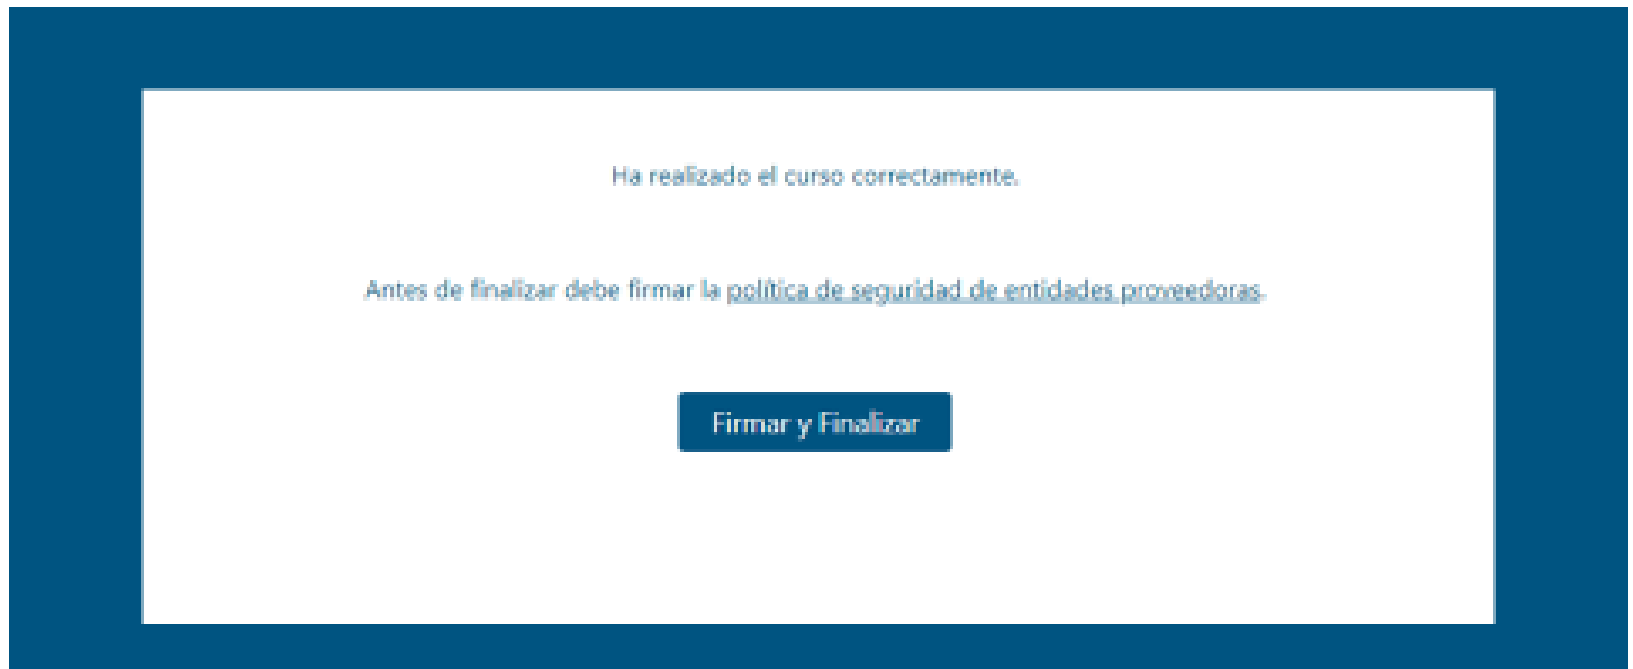 Ha realizado el curso correctamente.
Antes de finalizar debe firmar la política de seguridad de entidades proveedoras.
Firmar y Finalizar